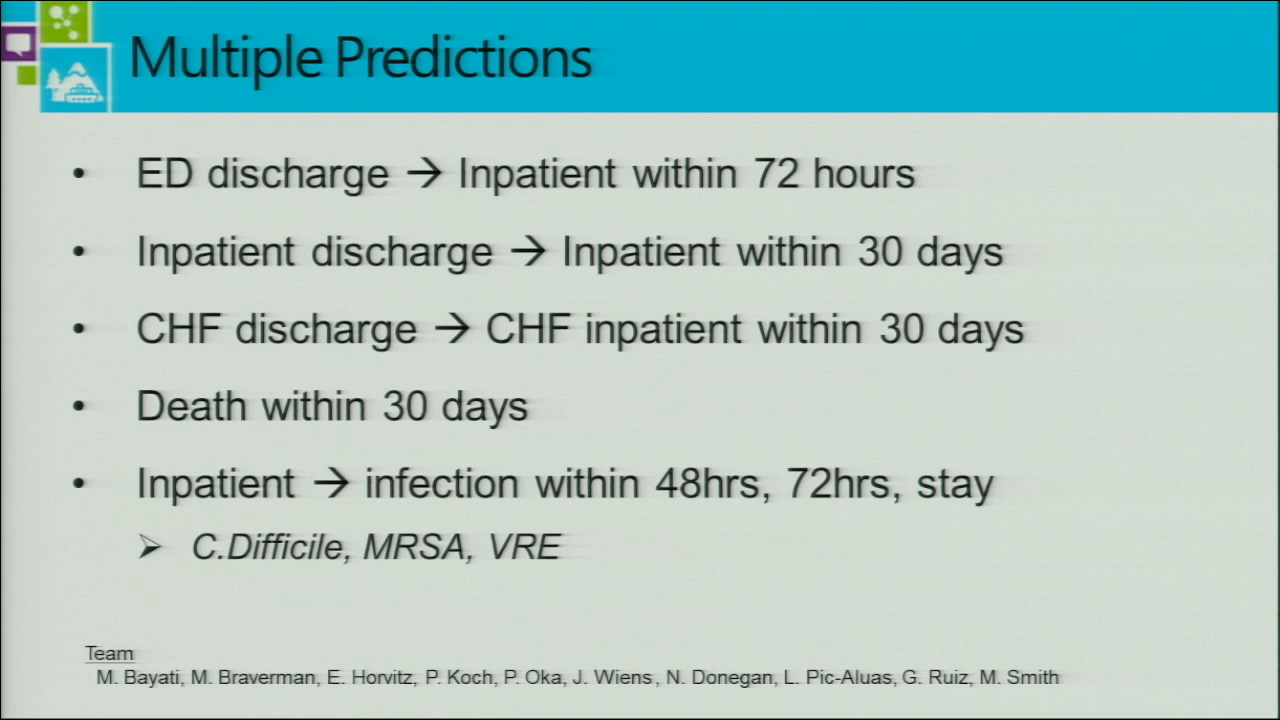 Multiple Predictions
• ED discharge → Inpatient within 72 hours
• Inpatient discharge → Inpatient within 30 days
• CHF discharge → CHF inpatient within 30 days
• Death within 30 days
• Inpatient → infection within 48hrs, 72hrs, stay
➢ C.Difficile, MRSA, VRE
Team
M. Bayati, M. Braverman, E. Horvitz, P. Koch, P. Oka, J. Wiens, N. Donegan, L. Pic-Aluas, G. Ruiz, M. Smith